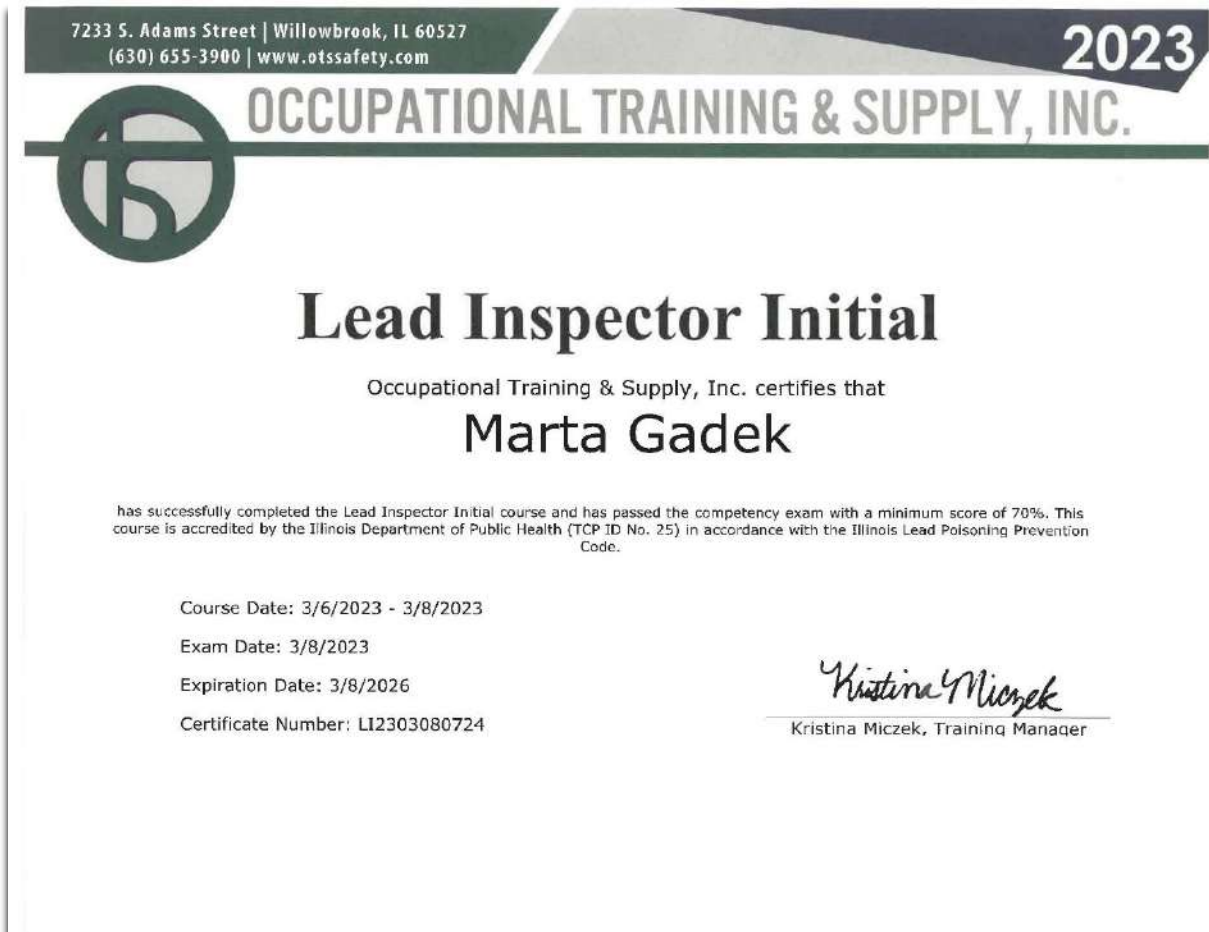 7233 S. Adams Street | Willowbrook, IL 60527
(630) 655-3900 | www.otssafety.com
2023
OCCUPATIONAL TRAINING & SUPPLY, INC.
Lead Inspector Initial
Occupational Training & Supply, Inc. certifies that
Marta Gadek
has successfully completed the Lead Inspector Initial course and has passed the competency exam with a minimum score of 70%. This
course is accredited by the Illinois Department of Public Health (TCP ID No. 25) in accordance with the Illinois Lead Poisoning Prevention
Code.
Course Date: 3/6/2023 - 3/8/2023
Exam Date: 3/8/2023
Expiration Date: 3/8/2026
Certificate Number: LI2303080724
Kristina Miczek
Kristina Miczek, Training Manager